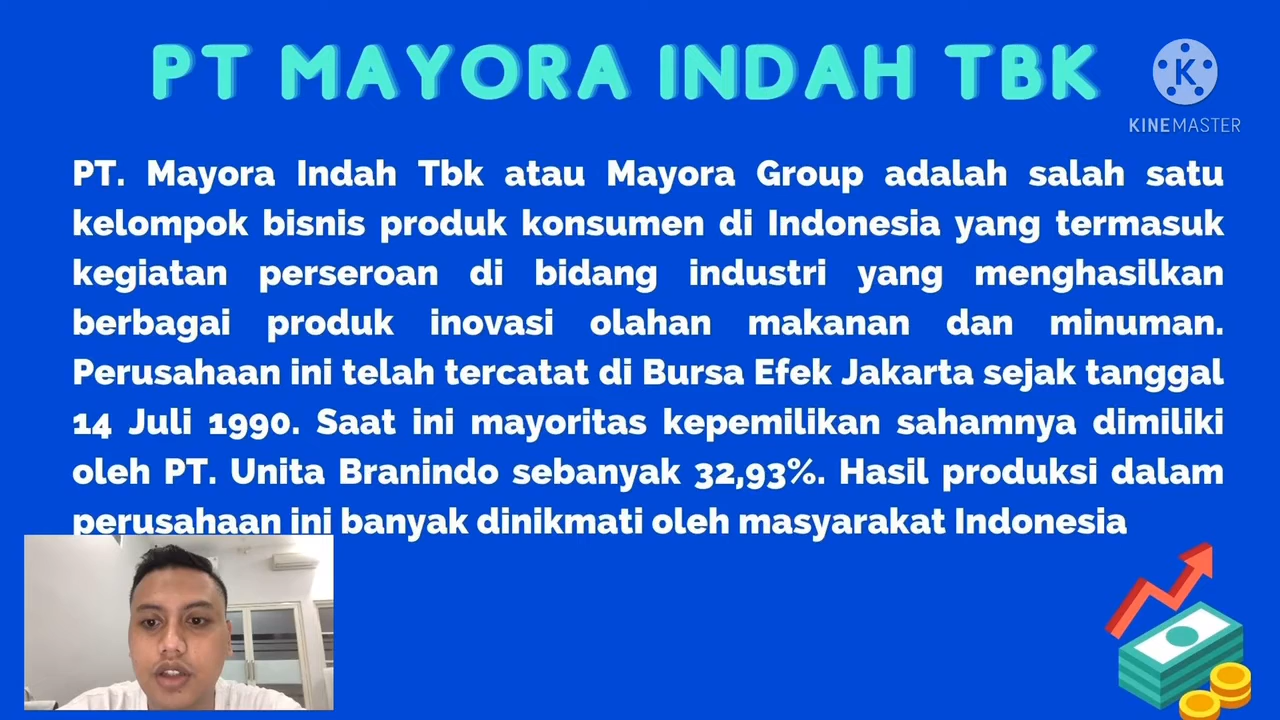 PT MAYORA INDAH TBK
K
KINEMASTER
PT. Mayora Indah Tbk atau Mayora Group adalah salah satu
kelompok bisnis produk konsumen di Indonesia yang termasuk
kegiatan perseroan di bidang industri yang menghasilkan
berbagai produk inovasi olahan makanan dan minuman.
Perusahaan ini telah tercatat di Bursa Efek Jakarta sejak tanggal
14 Juli 1990. Saat ini mayoritas kepemilikan sahamnya dimiliki
oleh PT. Unita Branindo sebanyak 32,93%. Hasil produksi dalam
perusahaan ini banyak dinikmati oleh masyarakat Indonesia